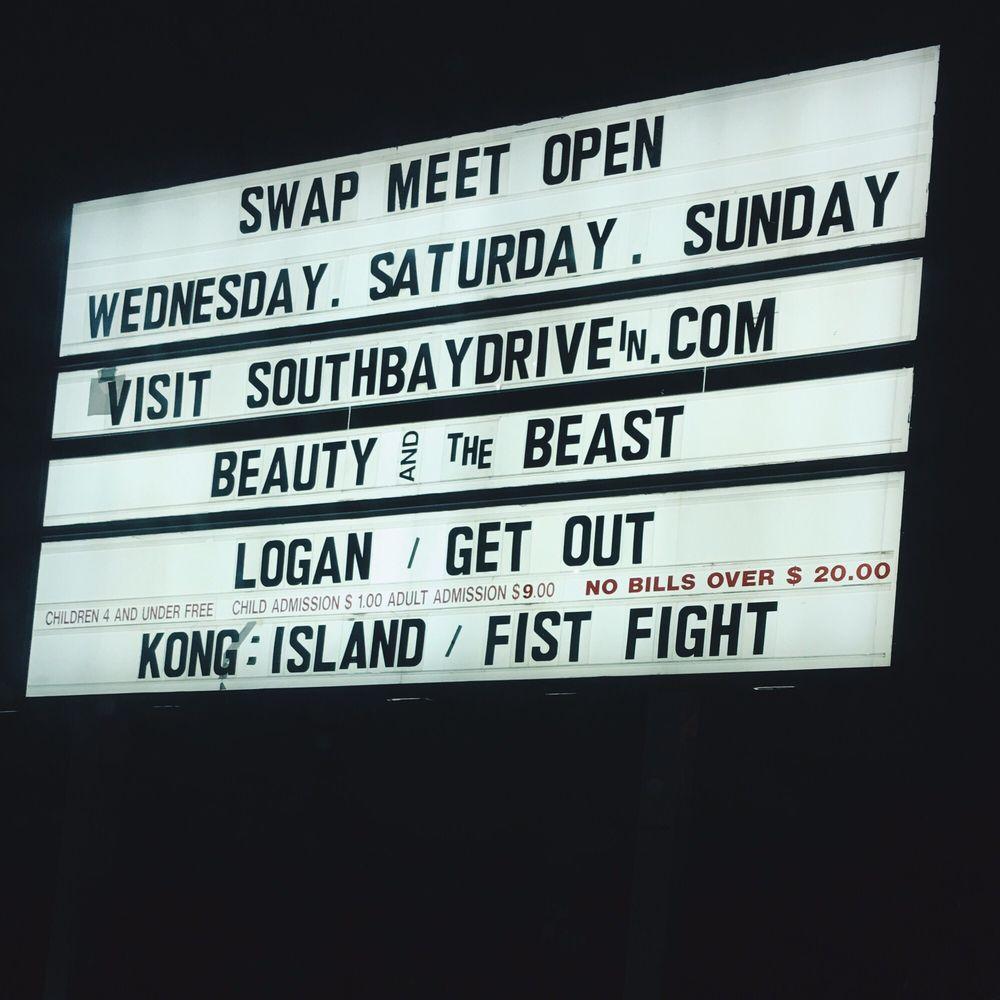 SWAP MEET OPEN
WEDNESDAY. SATURDAY. SUNDAY
VISIT SOUTHBAYDRIVEIN.COM
BEAUTY AND THE BEAST
LOGAN / GET OUT
CHILDREN 4 AND UNDER FREE CHILD ADMISSION $ 1.00 ADULT ADMISSION $9.00 NO BILLS OVER $ 20.00
KONG: ISLAND / FIST FIGHT